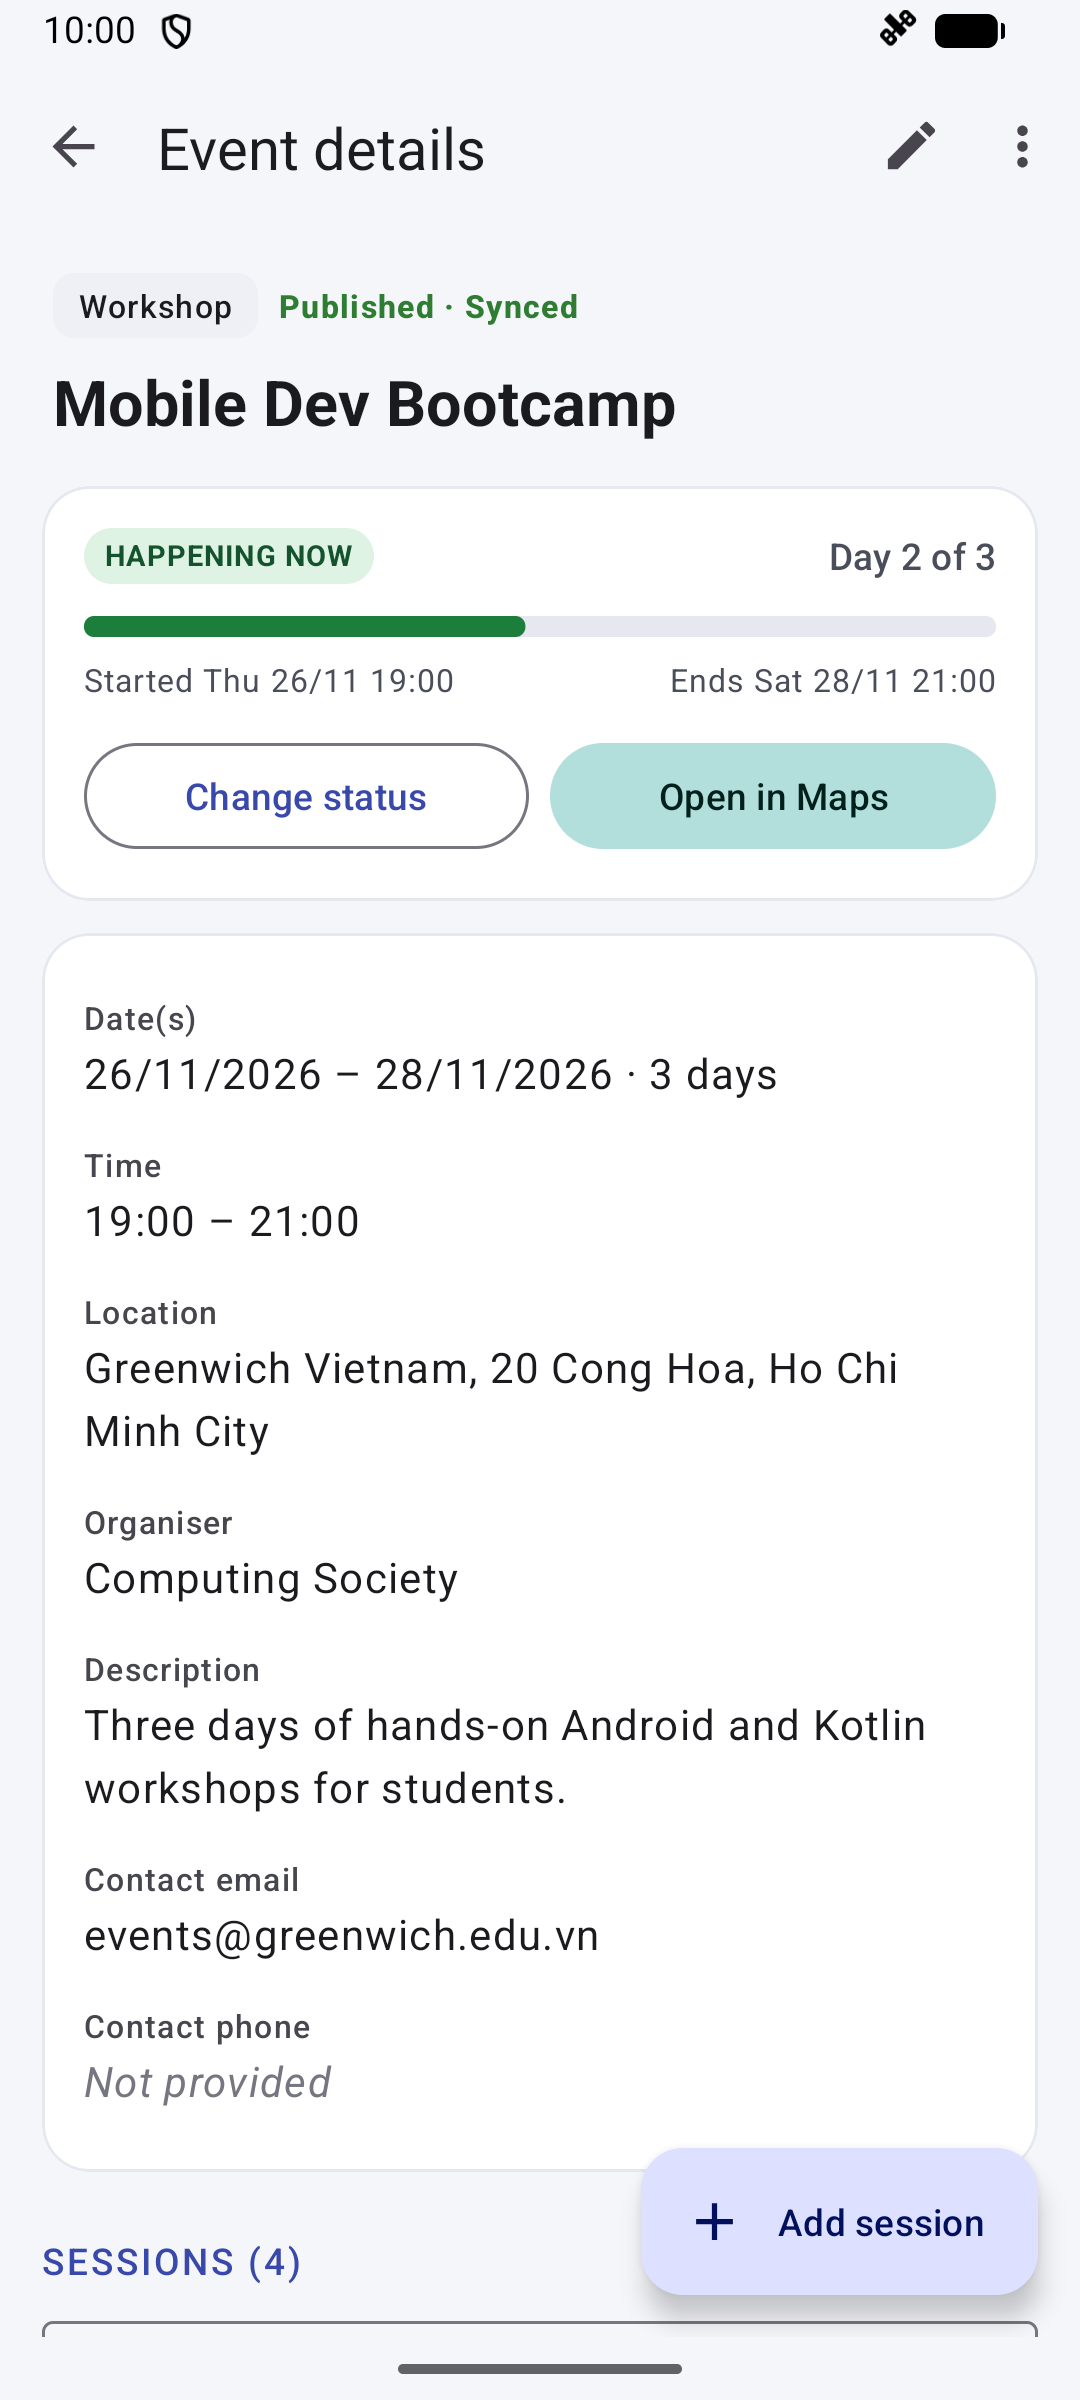 10:00
Event details
Workshop
Published · Synced
Mobile Dev Bootcamp
HAPPENING NOW
Day 2 of 3
Started Thu 26/11 19:00
Ends Sat 28/11 21:00
Change status
Open in Maps
Date(s)
26/11/2026 – 28/11/2026 · 3 days
Time
19:00 – 21:00
Location
Greenwich Vietnam, 20 Cong Hoa, Ho Chi
Minh City
Organiser
Computing Society
Description
Three days of hands-on Android and Kotlin
workshops for students.
Contact email
events@greenwich.edu.vn
Contact phone
Not provided
Add session
SESSIONS (4)